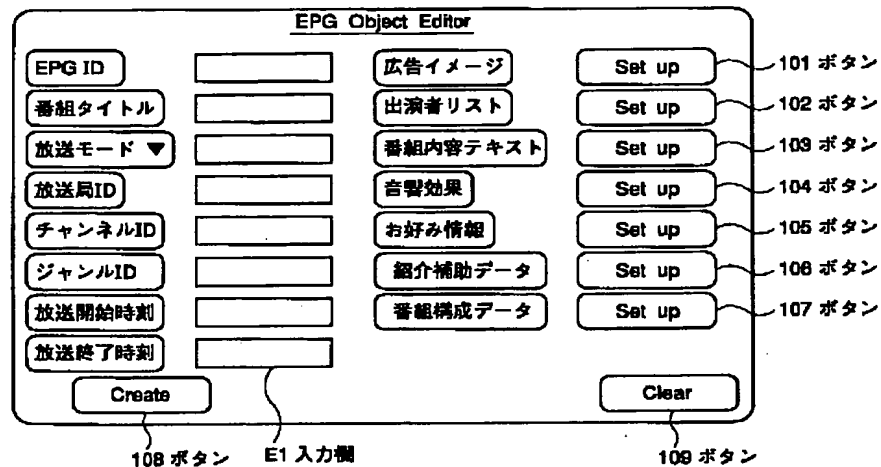 EPG Object Editor
EPG ID 広告イメージ Set up 101 ボタン
番組タイトル 出演者リスト Set up 102 ボタン
放送モード ▼ 番組内容テキスト Set up 103 ボタン
放送局ID 音響効果 Set up 104 ボタン
チャンネルID お好み情報 Set up 105 ボタン
ジャンルID 紹介補助データ Set up 106 ボタン
放送開始時刻 番組構成データ Set up 107 ボタン
放送終了時刻
Create Clear
108 ボタン E1 入力欄 109 ボタン